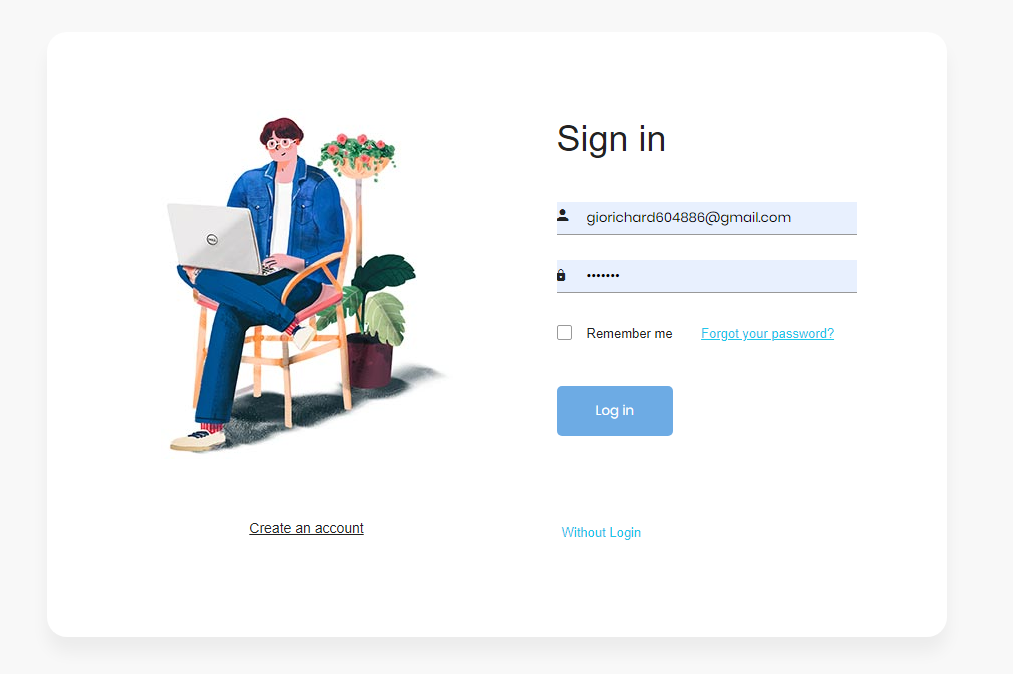 Sign in
giorichard604886@gmail.com
•••••••
Remember me
Forgot your password?
Log in
Create an account
Without Login